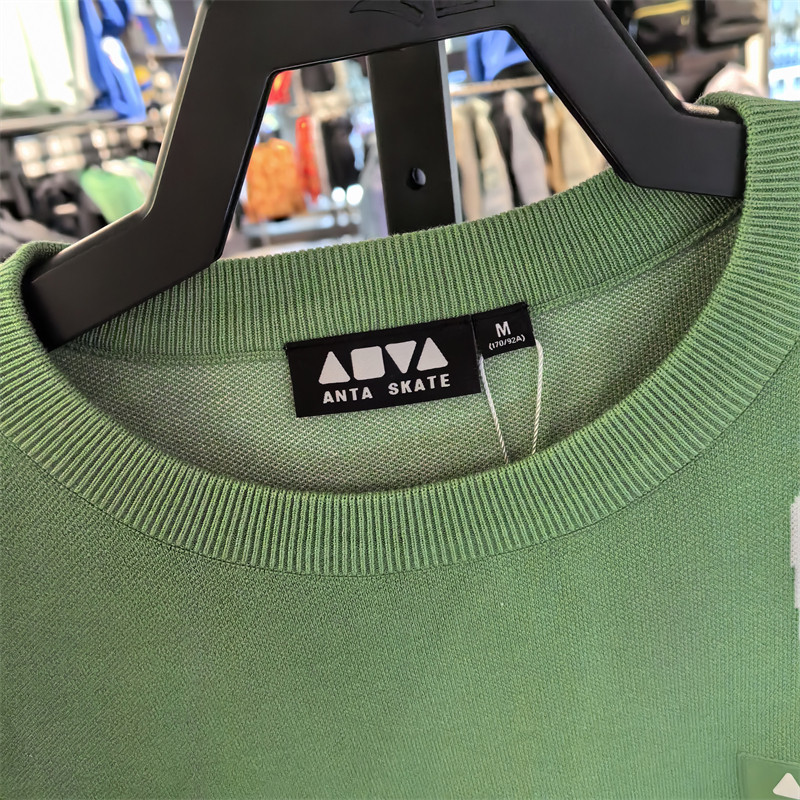 ANTA SKATE
M
(170/92A)